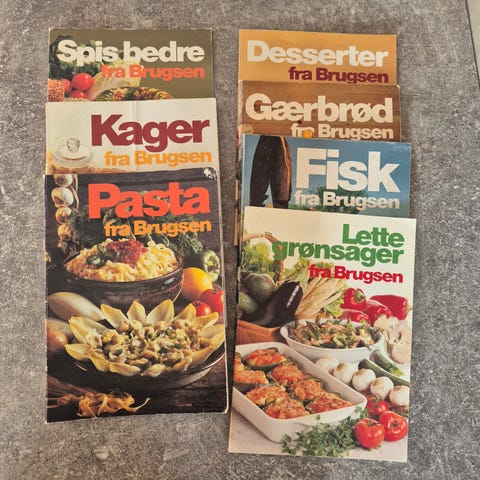 Spis bedre
fra Brugsen
Kager
fra Brugsen
Pasta
fra Brugsen
Desserter
fra Brugsen
Gærbrød
fra Brugsen
Fisk
fra Brugsen
Lette
grønsager
fra Brugsen